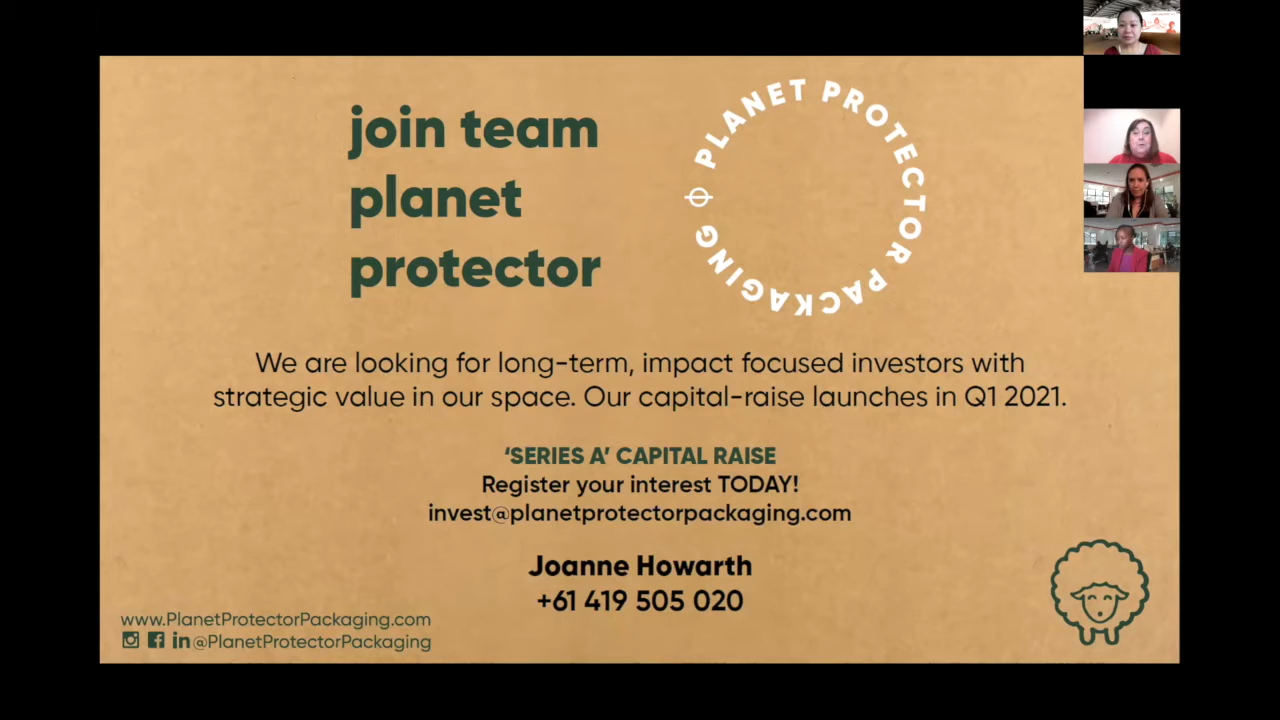 join team
planet
protector
PLANET PROTECTOR PACKAGING
We are looking for long-term, impact focused investors with
strategic value in our space. Our capital-raise launches in Q1 2021.
‘SERIES A’ CAPITAL RAISE
Register your interest TODAY!
invest@planetprotectorpackaging.com
Joanne Howarth
+61 419 505 020
www.PlanetProtectorPackaging.com
@PlanetProtectorPackaging